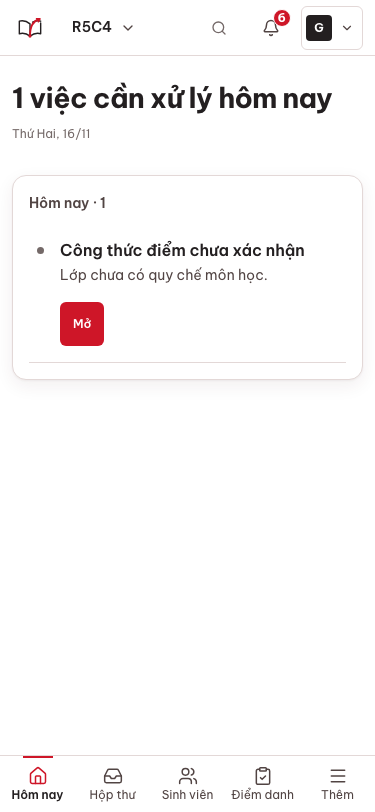 R5C4
6
G
1 việc cần xử lý hôm nay
Thứ Hai, 16/11
Hôm nay · 1
Công thức điểm chưa xác nhận
Lớp chưa có quy chế môn học.
Mở
Hôm nay
Hộp thư
Sinh viên
Điểm danh
Thêm